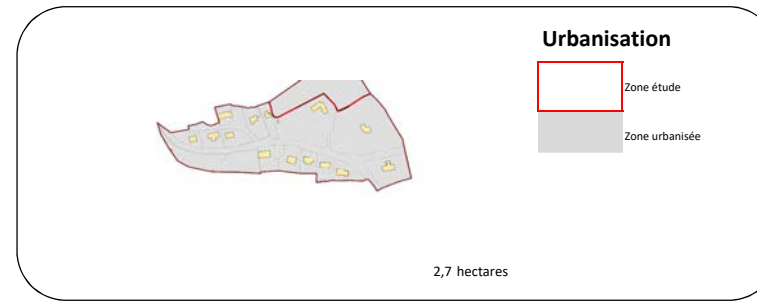 Urbanisation
Zone étude
Zone urbanisée
2,7 hectares